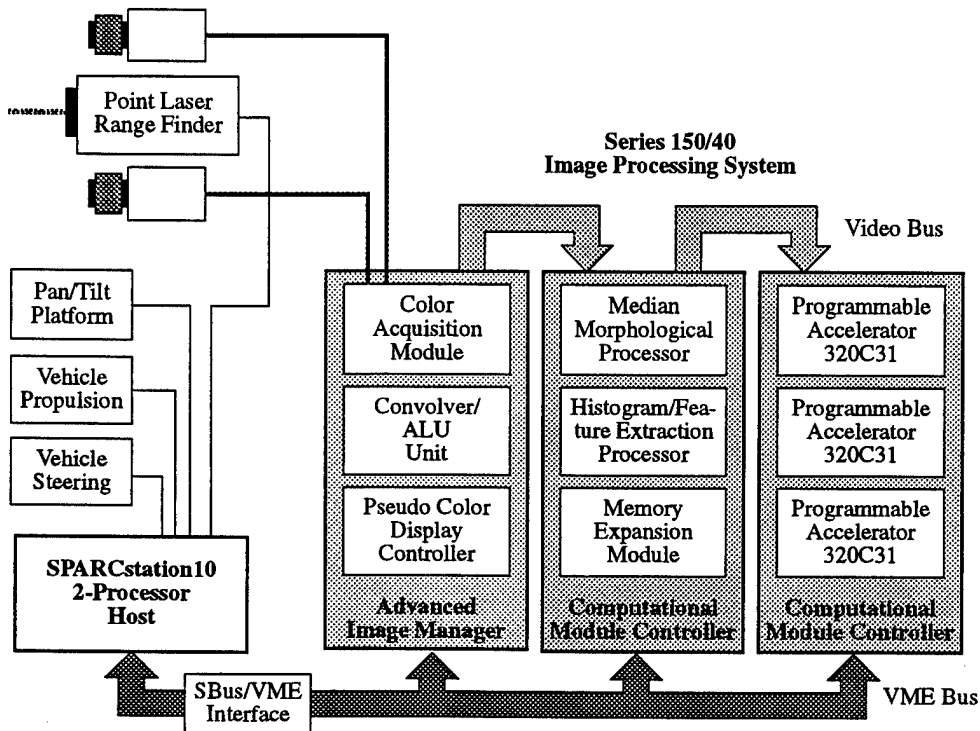 Point Laser
Range Finder
Series 150/40
Image Processing System
Video Bus
Pan/Tilt
Platform
Vehicle
Propulsion
Vehicle
Steering
SPARCstation10
2-Processor
Host
Color
Acquisition
Module
Convolver/
ALU
Unit
Pseudo Color
Display
Controller
Advanced
Image Manager
Median
Morphological
Processor
Histogram/Fea-
ture Extraction
Processor
Memory
Expansion
Module
Computational
Module Controller
Programmable
Accelerator
320C31
Programmable
Accelerator
320C31
Programmable
Accelerator
320C31
Computational
Module Controller
SBus/VME
Interface
VME Bus